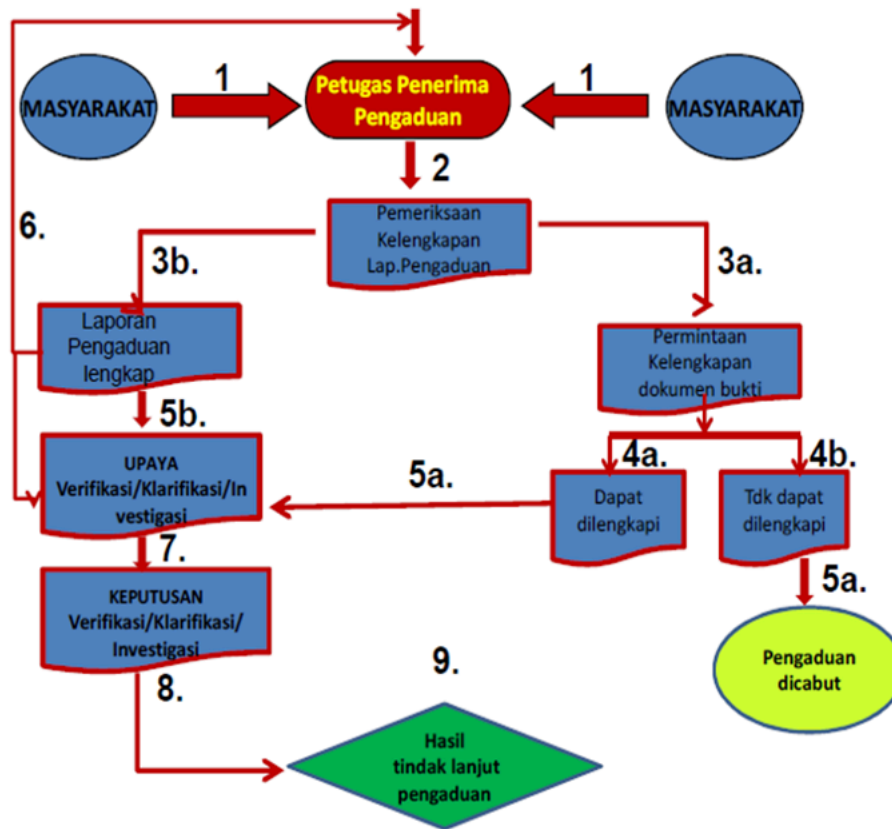 MASYARAKAT
1
Petugas Penerima
Pengaduan
1
MASYARAKAT
2
6.
Pemeriksaan
Kelengkapan
Lap.Pengaduan
3b.
3a.
Laporan
Pengaduan
lengkap
Permintaan
Kelengkapan
dokumen bukti
5b.
4a.
4b.
UPAYA
Verifikasi/Klarifikasi/In
vestigasi
5a.
Dapat
dilengkapi
Tdk dapat
dilengkapi
7.
5a.
KEPUTUSAN
Verifikasi/Klarifikasi/
Investigasi
Pengaduan
dicabut
8.
9.
Hasil
tindak lanjut
pengaduan